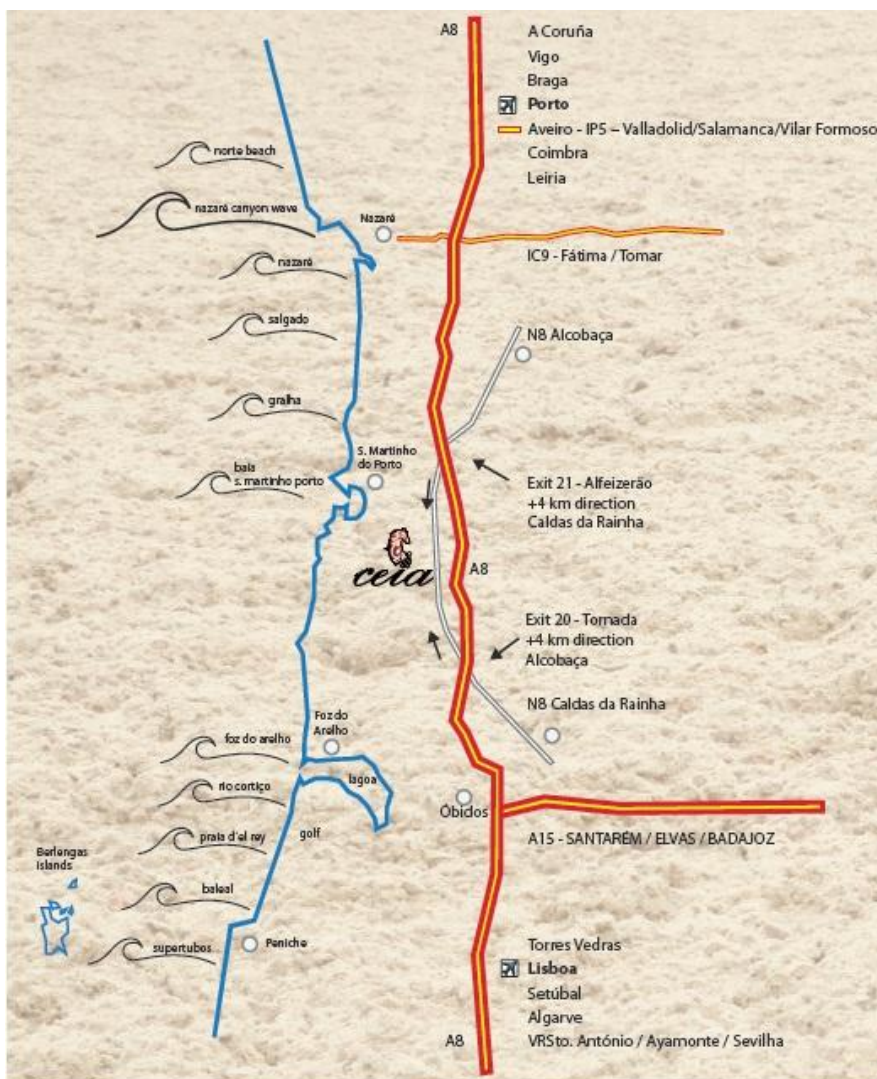 A8
A Coruña
Vigo
Braga
Porto
Aveiro - IP5 – Valladolid/Salamanca/Vilar Formoso
Coimbra
Leiria
norte beach
nazaré canyon wave
Nazaré
nazaré
IC9 - Fátima / Tomar
salgado
N8 Alcobaça
gralha
S. Martinho
do Porto
baia
s. martinho porto
Exit 21 - Alfeizerão
+4 km direction
Caldas da Rainha
ceia
A8
Exit 20 - Tornada
+4 km direction
Alcobaça
N8 Caldas da Rainha
Foz do
Arelho
foz do arelho
lagoa
rio cortiço
Óbidos
golf
praia d'el rey
A15 - SANTARÉM / ELVAS / BADAJOZ
Berlengas
islands
baleal
Peniche
supertubos
Torres Vedras
Lisboa
Setúbal
Algarve
A8
VRSto. António / Ayamonte / Sevilha